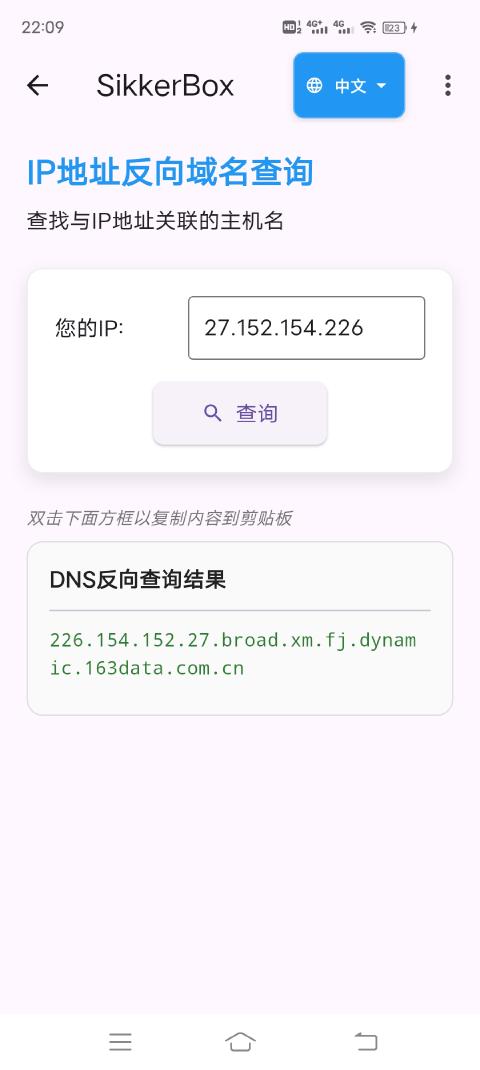 22:09
HD 1 2 4G+ 4G 23
SikkerBox
中文
IP地址反向域名查询
查找与IP地址关联的主机名
您的IP:
27.152.154.226
查询
双击下面方框以复制内容到剪贴板
DNS反向查询结果
226.154.152.27.broad.xm.fj.dynam
ic.163data.com.cn